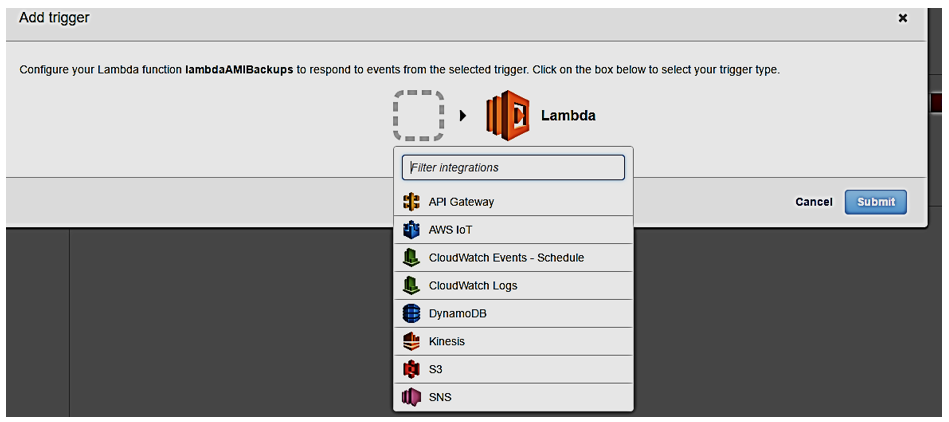 Add trigger
Configure your Lambda function lambdaAMIBackups to respond to events from the selected trigger. Click on the box below to select your trigger type.
Lambda
Filter integrations
API Gateway
Cancel Submit
AWS IoT
CloudWatch Events - Schedule
CloudWatch Logs
DynamoDB
Kinesis
S3
SNS